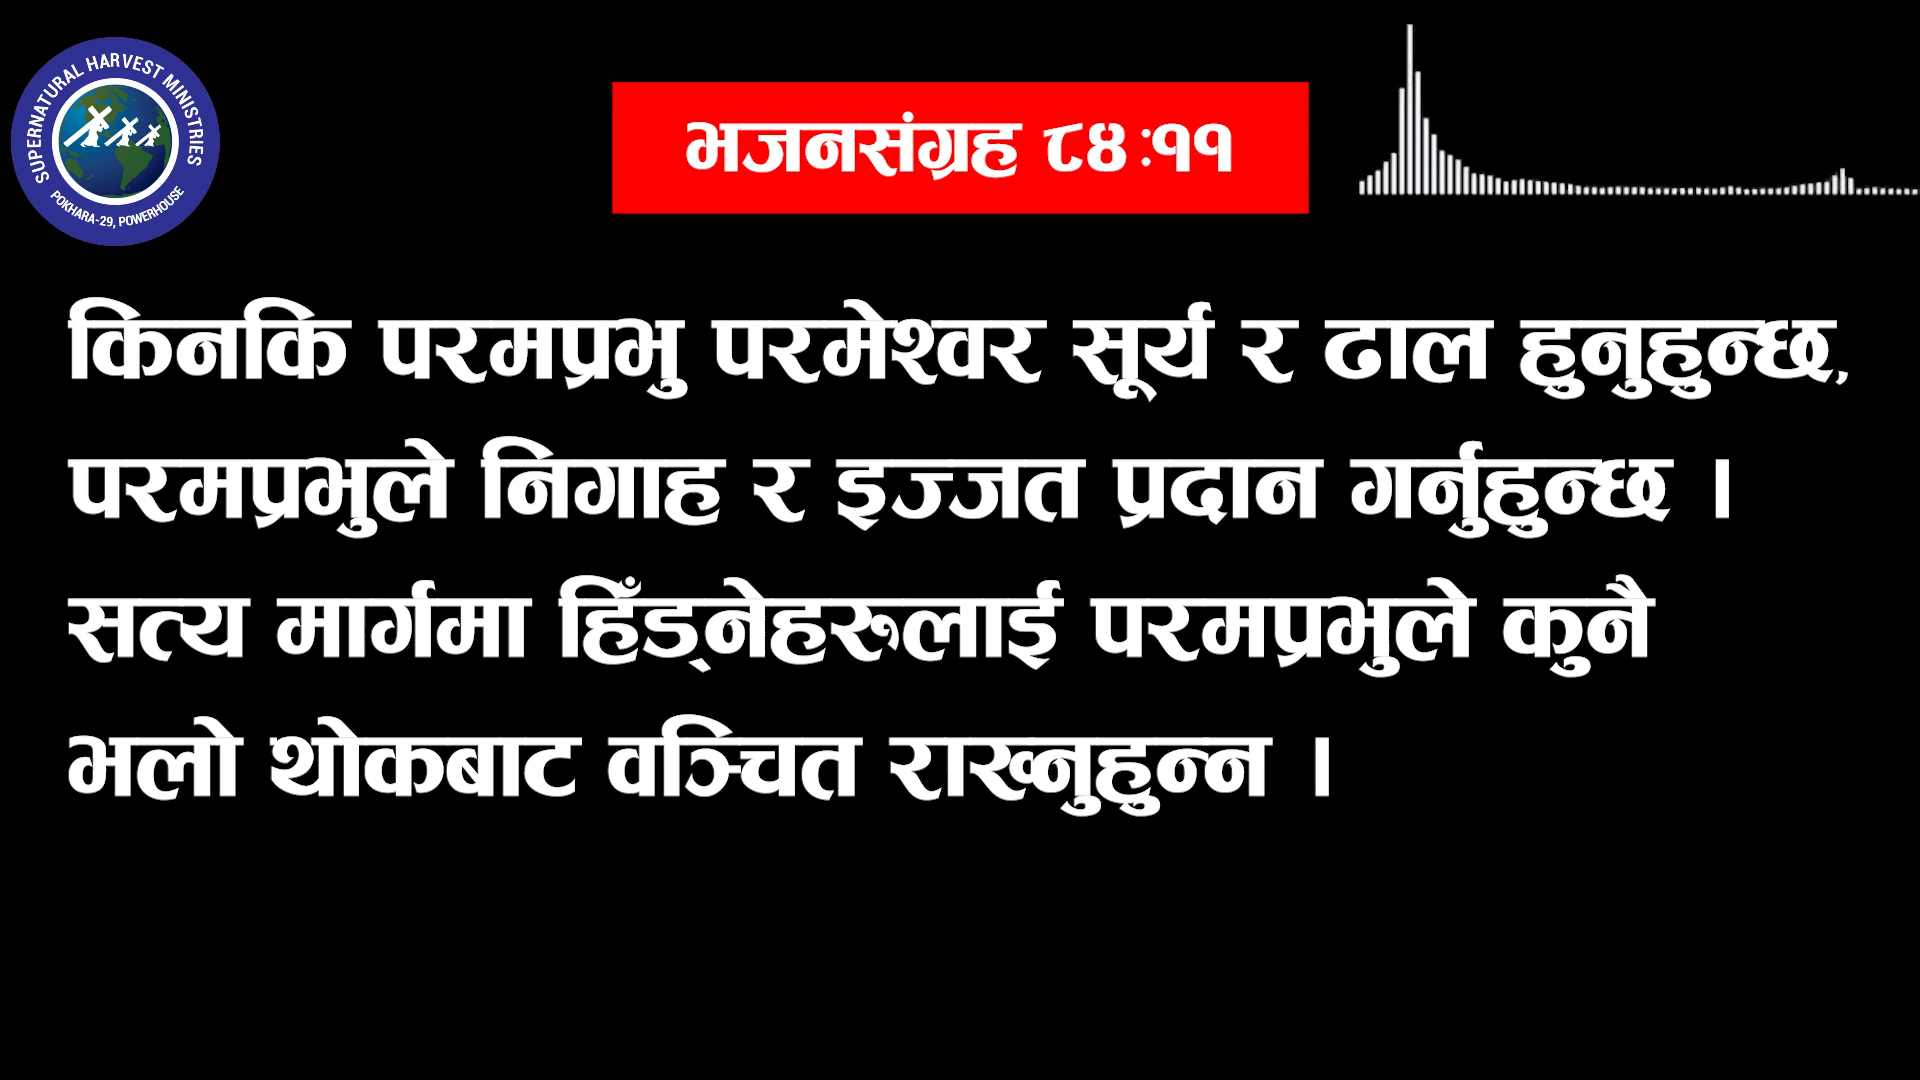 SUPERNATURAL HARVEST MINISTRIES
POKHARA-29, POWERHOUSE
भजनसंग्रह ८४:११
किनकि परमप्रभु परमेश्वर सूर्य र ढाल हुनुहुन्छ,
परमप्रभुले निगाह र इज्जत प्रदान गर्नुहुन्छ ।
सत्य मार्गमा हिँड्नेहरूलाई परमप्रभुले कुनै
भलो थोकबाट वञ्चित राख्नुहुन्न ।